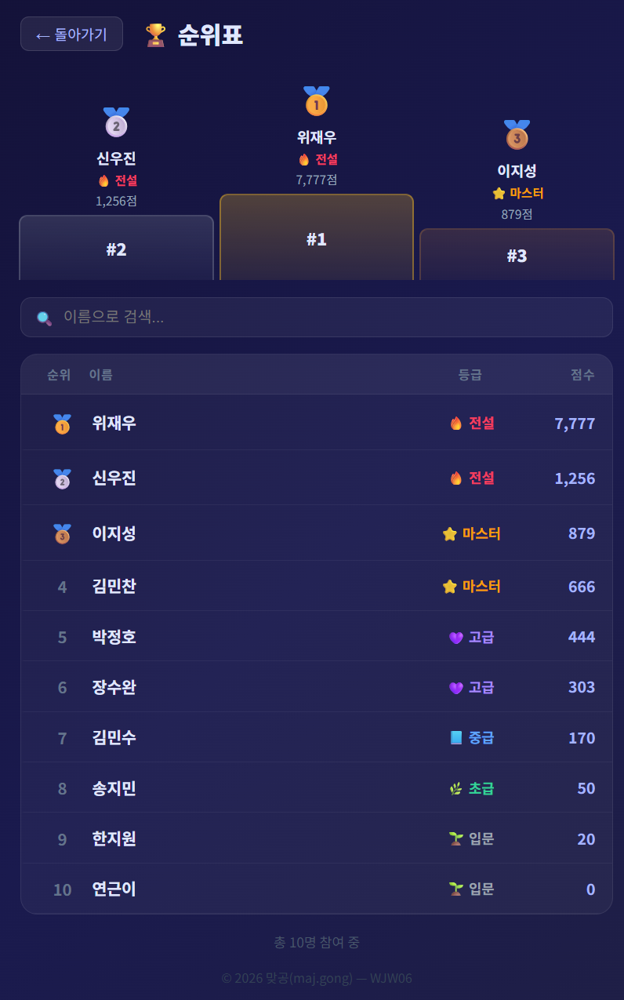 ← 돌아가기
🏆 순위표
신우진
🔥 전설
1,256점
#2
위재우
🔥 전설
7,777점
#1
이지성
⭐ 마스터
879점
#3
🔍 이름으로 검색...
순위 이름 등급 점수
🥇 위재우 🔥 전설 7,777
🥈 신우진 🔥 전설 1,256
🥉 이지성 ⭐ 마스터 879
4 김민찬 ⭐ 마스터 666
5 박정호 💜 고급 444
6 장수완 💜 고급 303
7 김민수 📘 중급 170
8 송지민 🌿 초급 50
9 한지원 🌱 입문 20
10 연근이 🌱 입문 0
총 10명 참여 중
© 2026 맞공(maj.gong) — WJW06